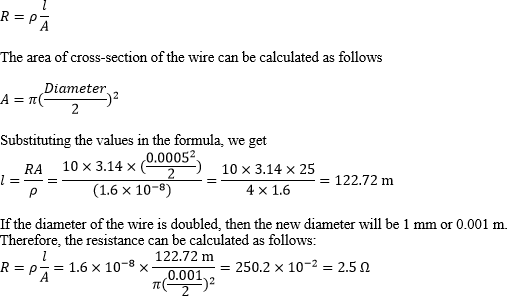 R = ρ l/A
The area of cross-section of the wire can be calculated as follows
A = π(Diameter/2)²
Substituting the values in the formula, we get
l = RA/ρ = 10 × 3.14 × (0.0005²/2)/(1.6 × 10⁻⁸) = 10 × 3.14 × 25/4 × 1.6 = 122.72 m
If the diameter of the wire is doubled, then the new diameter will be 1 mm or 0.001 m.
Therefore, the resistance can be calculated as follows:
R = ρ l/A = 1.6 × 10⁻⁸ × 122.72 m/π(0.001/2)² = 250.2 × 10⁻² = 2.5 Ω